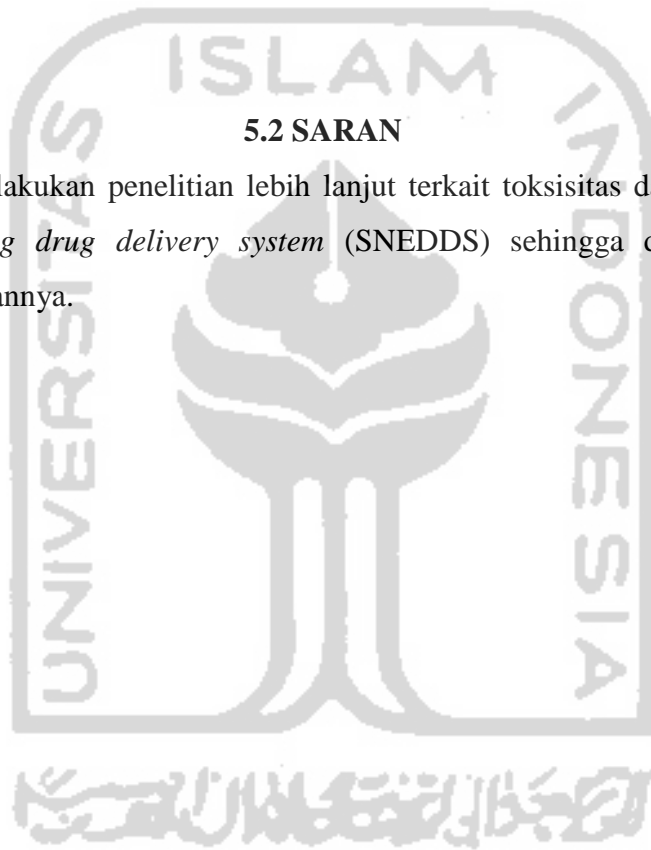 ISLAM
UNIVERSITAS
INDONESIA
5.2 SARAN
lakukan penelitian lebih lanjut terkait toksisitas d
g drug delivery system (SNEDDS) sehingga d
annya.